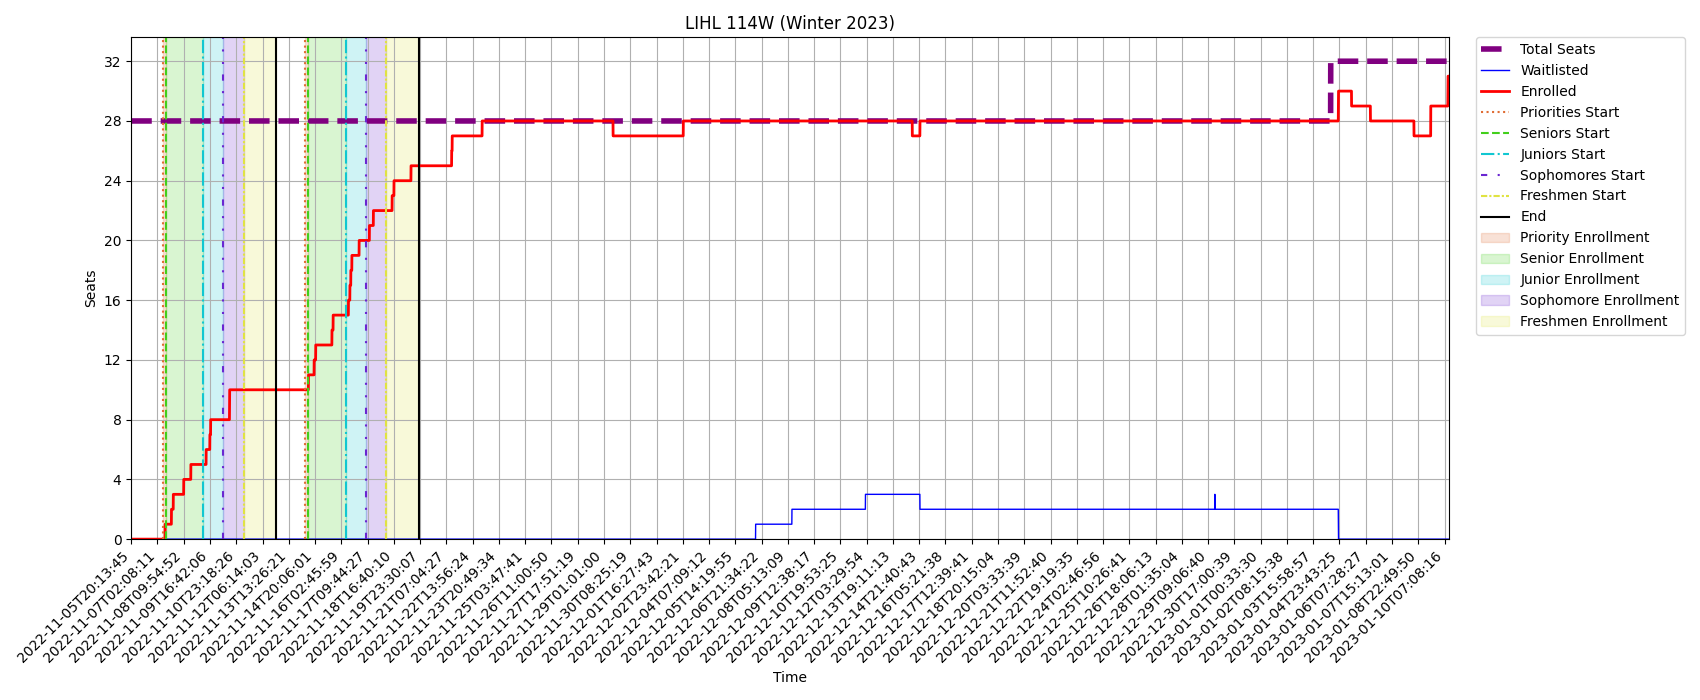 LIHL 114W (Winter 2023)
Seats
32
28
24
20
16
12
8
4
0
2022-11-05T20:13:45
2022-11-07T02:08:11
2022-11-08T09:54:52
2022-11-09T16:42:06
2022-11-10T23:18:26
2022-11-12T06:14:03
2022-11-13T13:26:21
2022-11-14T20:06:01
2022-11-16T02:45:59
2022-11-17T09:44:27
2022-11-18T16:40:10
2022-11-19T23:30:07
2022-11-21T07:04:27
2022-11-22T13:56:24
2022-11-23T20:49:34
2022-11-25T03:47:41
2022-11-26T11:00:50
2022-11-27T17:51:19
2022-11-29T01:01:00
2022-11-30T08:25:19
2022-12-01T16:27:43
2022-12-02T23:42:21
2022-12-04T07:09:12
2022-12-05T14:19:55
2022-12-06T21:34:22
2022-12-08T05:13:09
2022-12-09T12:38:17
2022-12-10T19:53:25
2022-12-12T03:29:54
2022-12-13T19:11:13
2022-12-14T21:40:43
2022-12-16T05:21:38
2022-12-17T12:39:41
2022-12-18T20:15:04
2022-12-20T03:33:39
2022-12-21T11:52:40
2022-12-22T19:19:35
2022-12-24T02:46:56
2022-12-25T10:26:41
2022-12-26T18:06:13
2022-12-28T01:35:04
2022-12-29T09:06:40
2022-12-30T17:00:39
2023-01-01T00:33:30
2023-01-02T08:15:38
2023-01-03T15:58:57
2023-01-04T23:43:25
2023-01-06T07:28:27
2023-01-07T15:13:01
2023-01-08T22:49:50
2023-01-10T07:08:16
Time
Total Seats
Waitlisted
Enrolled
Priorities Start
Seniors Start
Juniors Start
Sophomores Start
Freshmen Start
End
Priority Enrollment
Senior Enrollment
Junior Enrollment
Sophomore Enrollment
Freshmen Enrollment